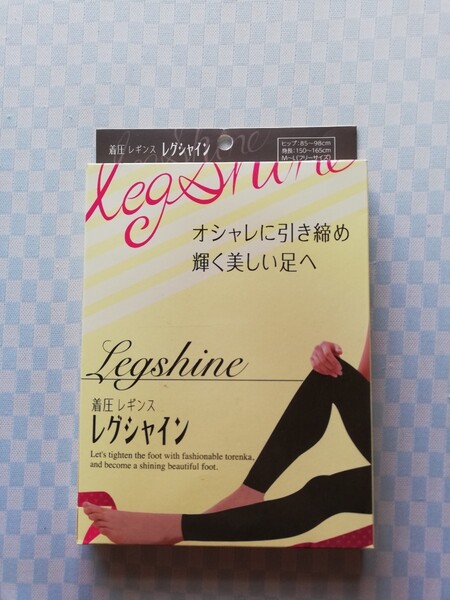 着圧 レギンス レグシャイン
ヒップ:85~98cm
身長:150~165cm
M~L(フリーサイズ)
legshine
オシャレに引き締め
輝く美しい足へ
Legshine
着圧 レギンス
レグシャイン
Let's tighten the foot with fashionable torenka,
and become a shining beautiful foot.